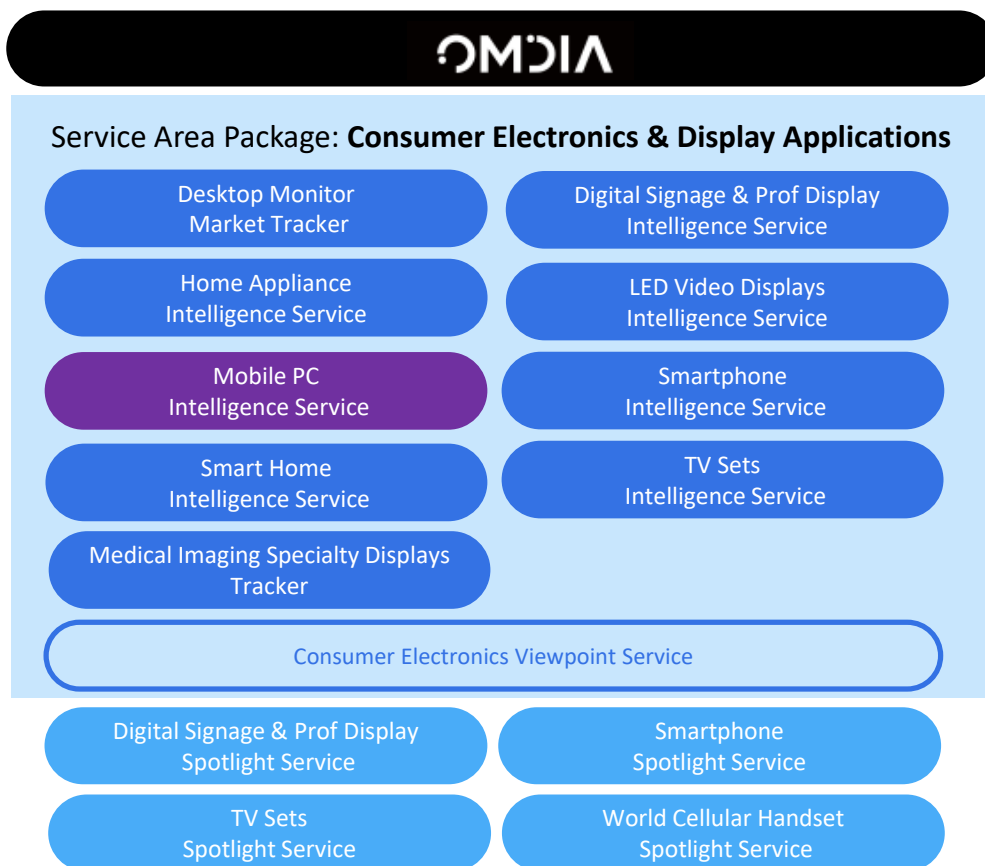 OMDIA
Service Area Package: Consumer Electronics & Display Applications
Desktop Monitor
Market Tracker
Digital Signage & Prof Display
Intelligence Service
Home Appliance
Intelligence Service
LED Video Displays
Intelligence Service
Mobile PC
Intelligence Service
Smartphone
Intelligence Service
Smart Home
Intelligence Service
TV Sets
Intelligence Service
Medical Imaging Specialty Displays
Tracker
Consumer Electronics Viewpoint Service
Digital Signage & Prof Display
Spotlight Service
Smartphone
Spotlight Service
TV Sets
Spotlight Service
World Cellular Handset
Spotlight Service